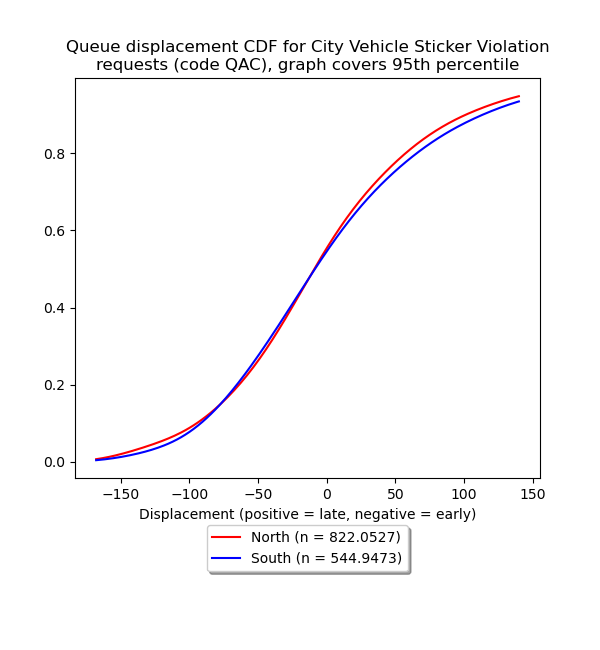 Queue displacement CDF for City Vehicle Sticker Violation
requests (code QAC), graph covers 95th percentile
0.8
0.6
0.4
0.2
0.0
−150 −100 −50 0 50 100 150
Displacement (positive = late, negative = early)
North (n = 822.0527)
South (n = 544.9473)